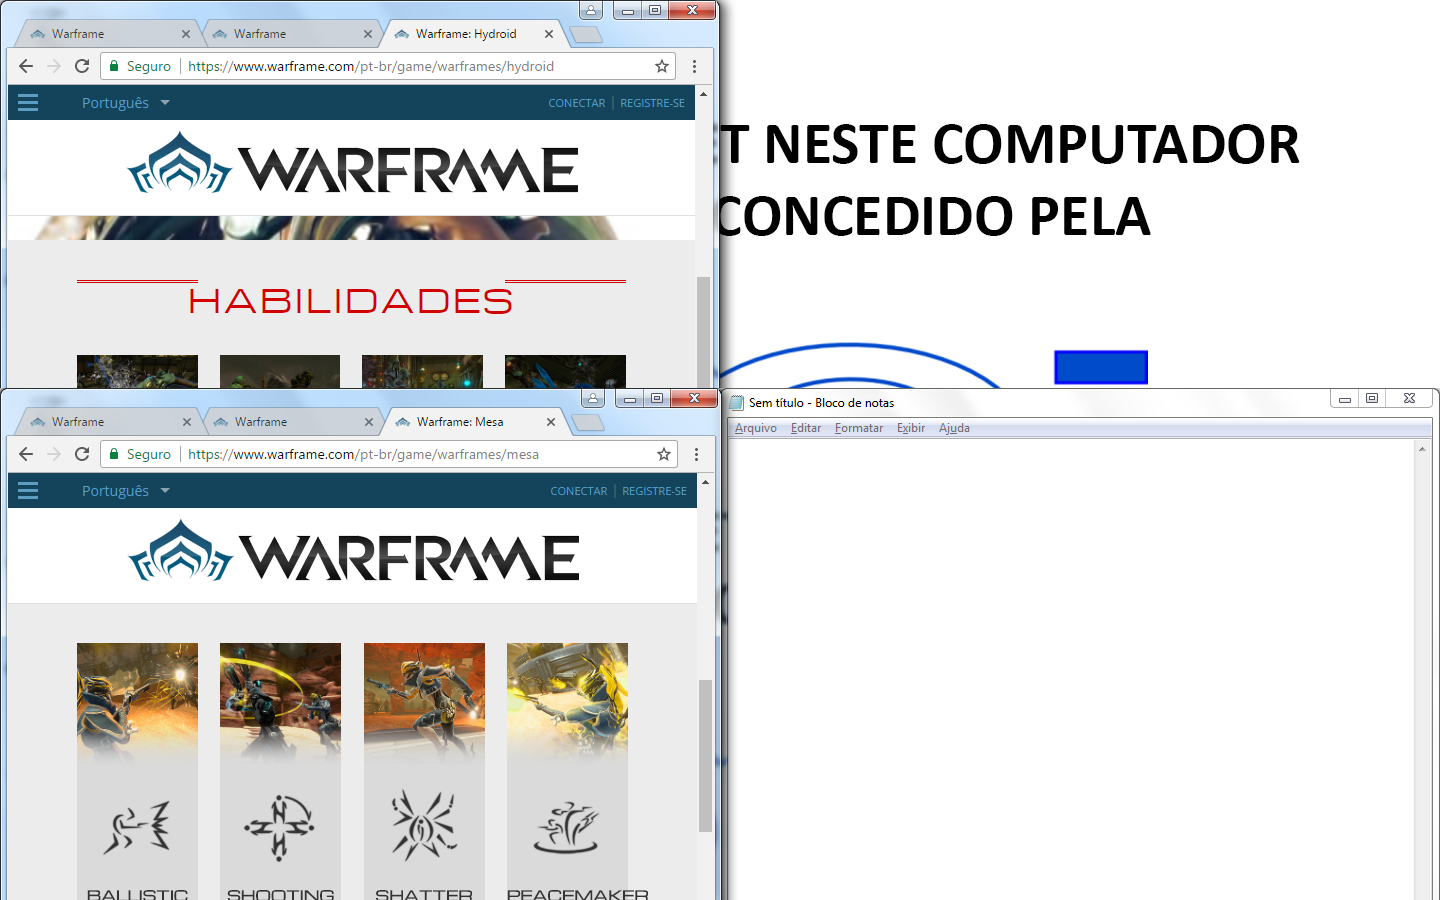 Warframe
Warframe
Warframe: Hydroid
Seguro
https://www.warframe.com/pt-br/game/warframes/hydroid
Português
CONECTAR
REGISTRE-SE
WARFRAME
HABILIDADES
T NESTE COMPUTADOR
CONCEDIDO PELA
Warframe
Warframe
Warframe: Mesa
Seguro
https://www.warframe.com/pt-br/game/warframes/mesa
Português
CONECTAR
REGISTRE-SE
WARFRAME
BALLISTIC
SHOOTING
SHATTER
PEACEMAKER
Sem título - Bloco de notas
Arquivo Editar Formatar Exibir Ajuda